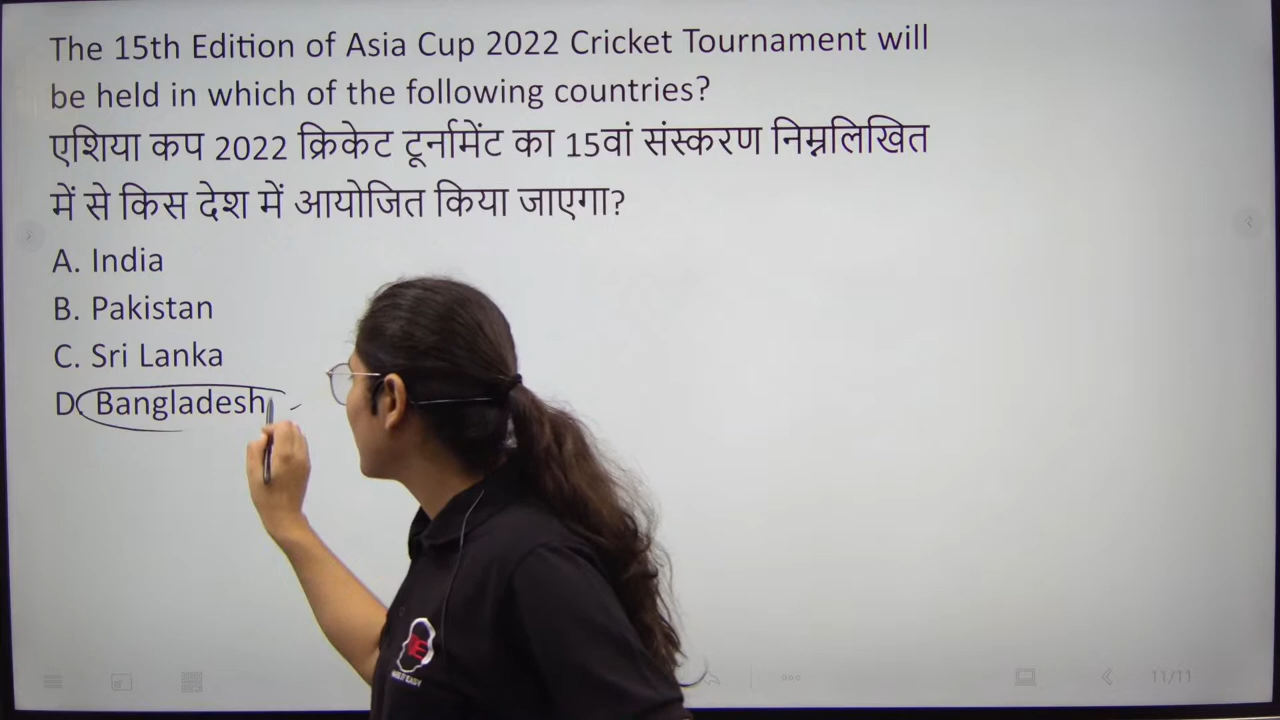 The 15th Edition of Asia Cup 2022 Cricket Tournament will
be held in which of the following countries?
एशिया कप 2022 क्रिकेट टूर्नामेंट का 15वां संस्करण निम्नलिखित
में से किस देश में आयोजित किया जाएगा?
A. India
B. Pakistan
C. Sri Lanka
D. Bangladesh
11/11